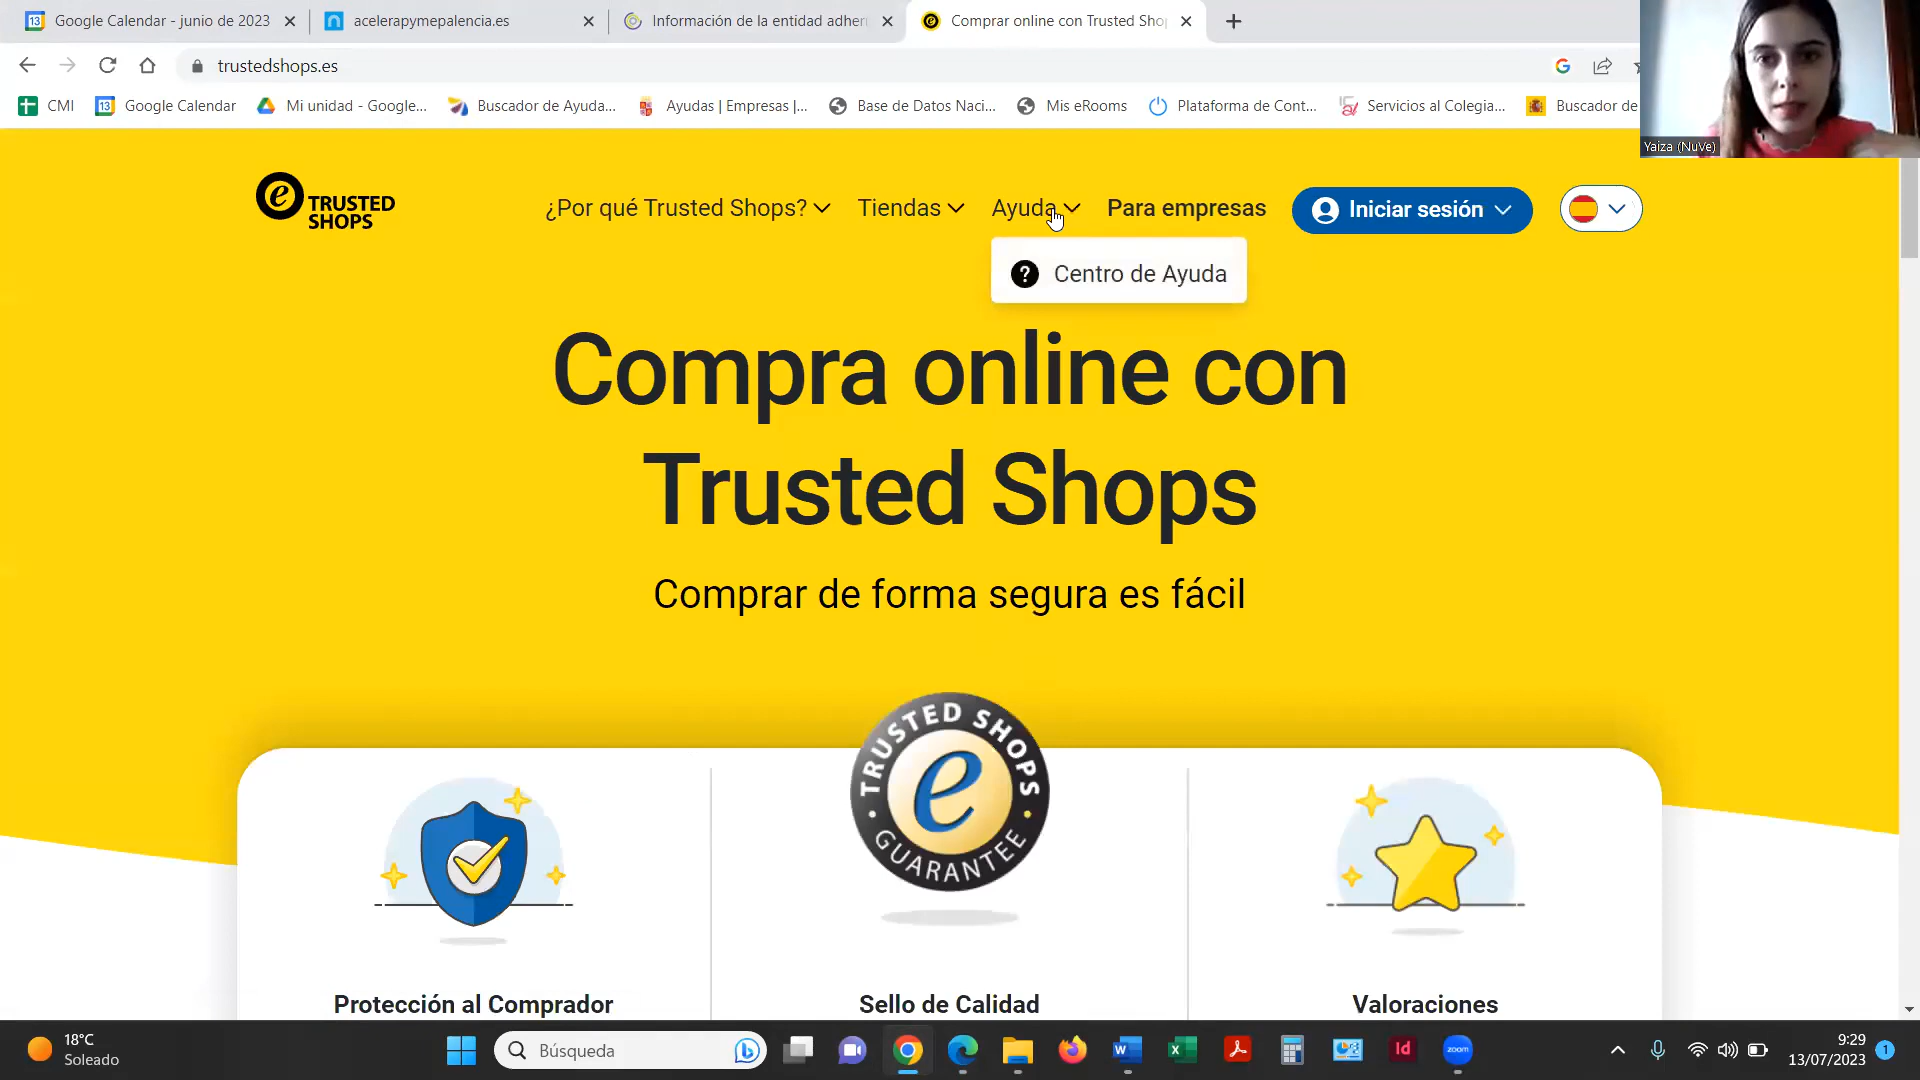 Google Calendar - junio de 2023
acelerapymepalencia.es
Información de la entidad adher
Comprar online con Trusted Shop
trustedshops.es
CMI
Google Calendar
Mi unidad - Google...
Buscador de Ayuda...
Ayudas | Empresas |...
Base de Datos Naci...
Mis eRooms
Plataforma de Cont...
Servicios al Colegia...
Buscador de
Yaiza (NuVe)
e TRUSTED
SHOPS
¿Por qué Trusted Shops?
Tiendas
Ayuda
Para empresas
Iniciar sesión
Centro de Ayuda
Compra online con
Trusted Shops
Comprar de forma segura es fácil
TRUSTED SHOPS
e
GUARANTEE
Protección al Comprador
Sello de Calidad
Valoraciones
18°C
Soleado
Búsqueda
zoom
9:29
13/07/2023
1